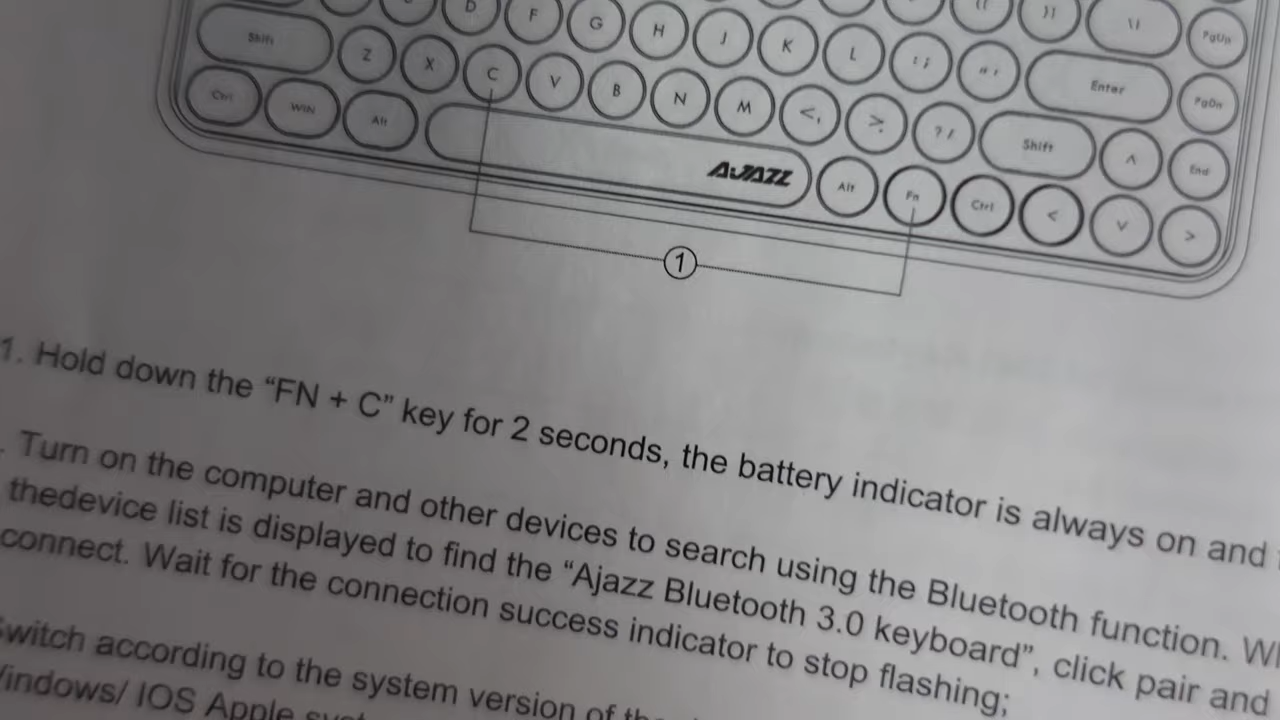 D F G H J K L : ; " ' Enter PgDn
{[ }] \| PgUp
Shift Z X C V B N M <, >. ? / Shift ^ End
Ctrl WIN Alt AJAZZ Alt Fn Ctrl < v >
1
1. Hold down the “FN + C” key for 2 seconds, the battery indicator is always on and
Turn on the computer and other devices to search using the Bluetooth function.
thedevice list is displayed to find the “Ajazz Bluetooth 3.0 keyboard”, click pair and
connect. Wait for the connection success indicator to stop flashing;
Switch according to the system version of
Windows/ IOS Apple